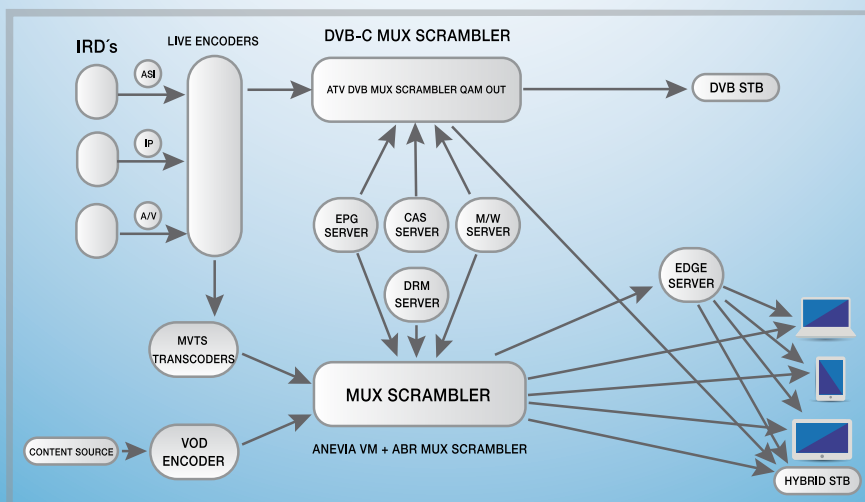 IRD´s
LIVE ENCODERS
DVB-C MUX SCRAMBLER
ASI
IP
A/V
ATV DVB MUX SCRAMBLER QAM OUT
DVB STB
EPG
SERVER
CAS
SERVER
M/W
SERVER
DRM
SERVER
EDGE
SERVER
MVTS
TRANSCODERS
MUX SCRAMBLER
CONTENT SOURCE
VOD
ENCODER
ANEVIA VM + ABR MUX SCRAMBLER
HYBRID STB